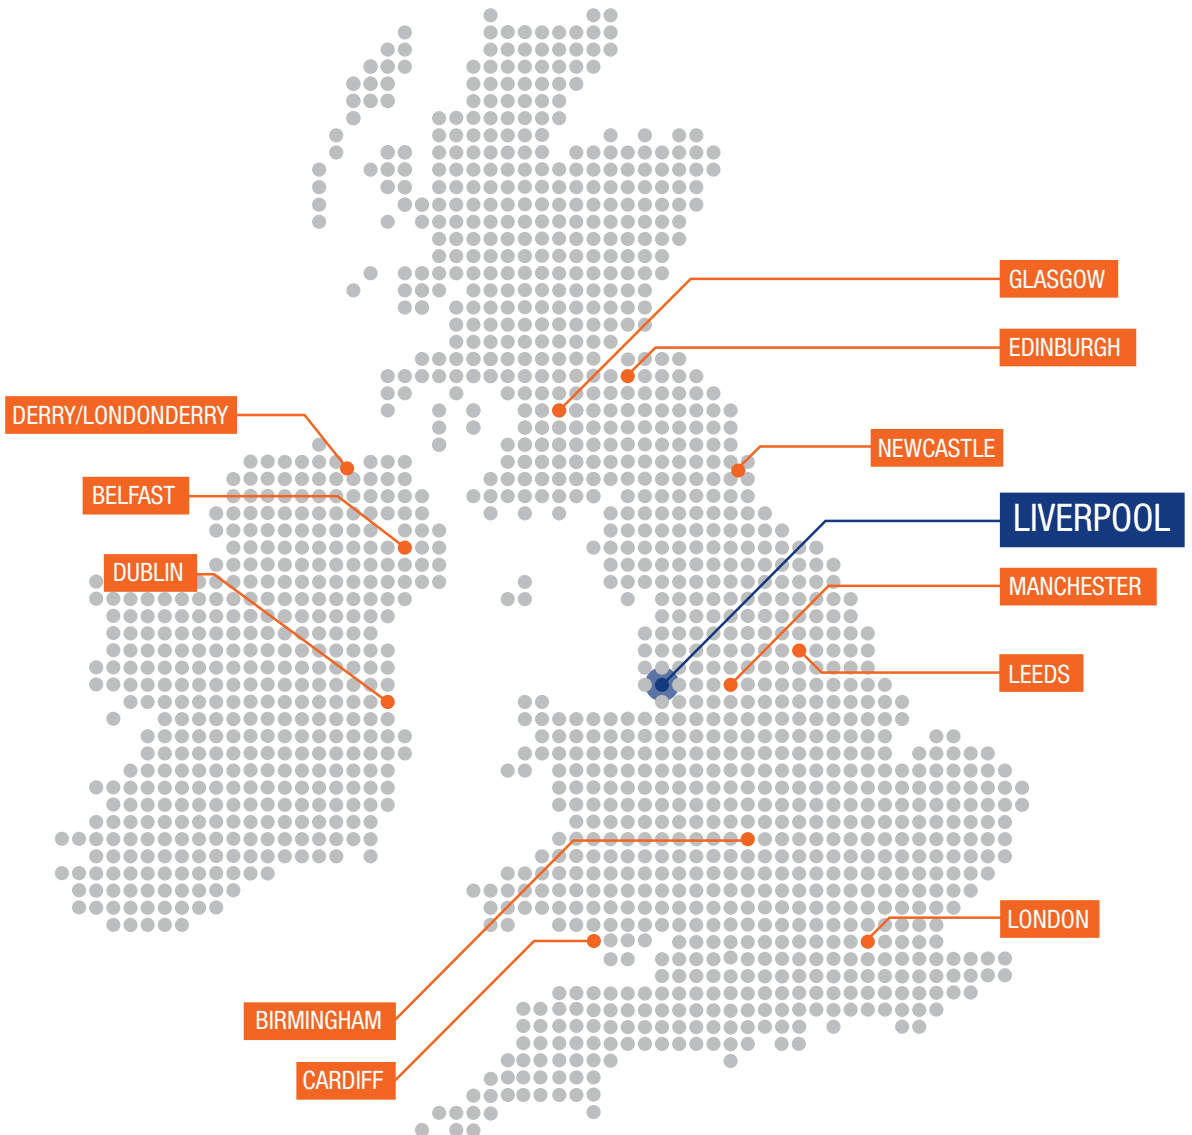 GLASGOW
EDINBURGH
DERRY/LONDONDERRY
NEWCASTLE
BELFAST
LIVERPOOL
DUBLIN
MANCHESTER
LEEDS
LONDON
BIRMINGHAM
CARDIFF